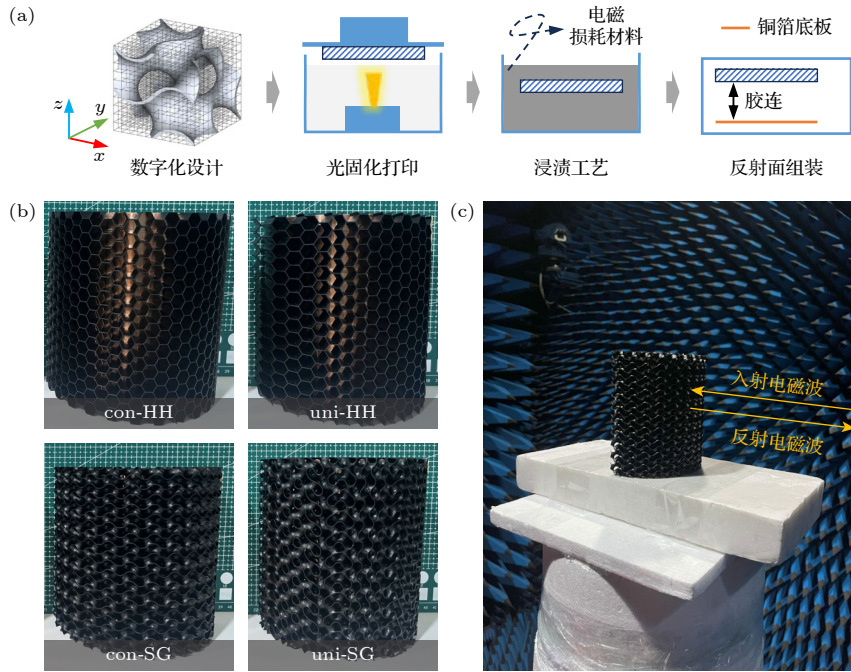 (a)
电磁
损耗材料
铜箔底板
z
y
x
胶连
数字化设计
光固化打印
浸渍工艺
反射面组装
(b)
con-HH
uni-HH
con-SG
uni-SG
(c)
入射电磁波
反射电磁波